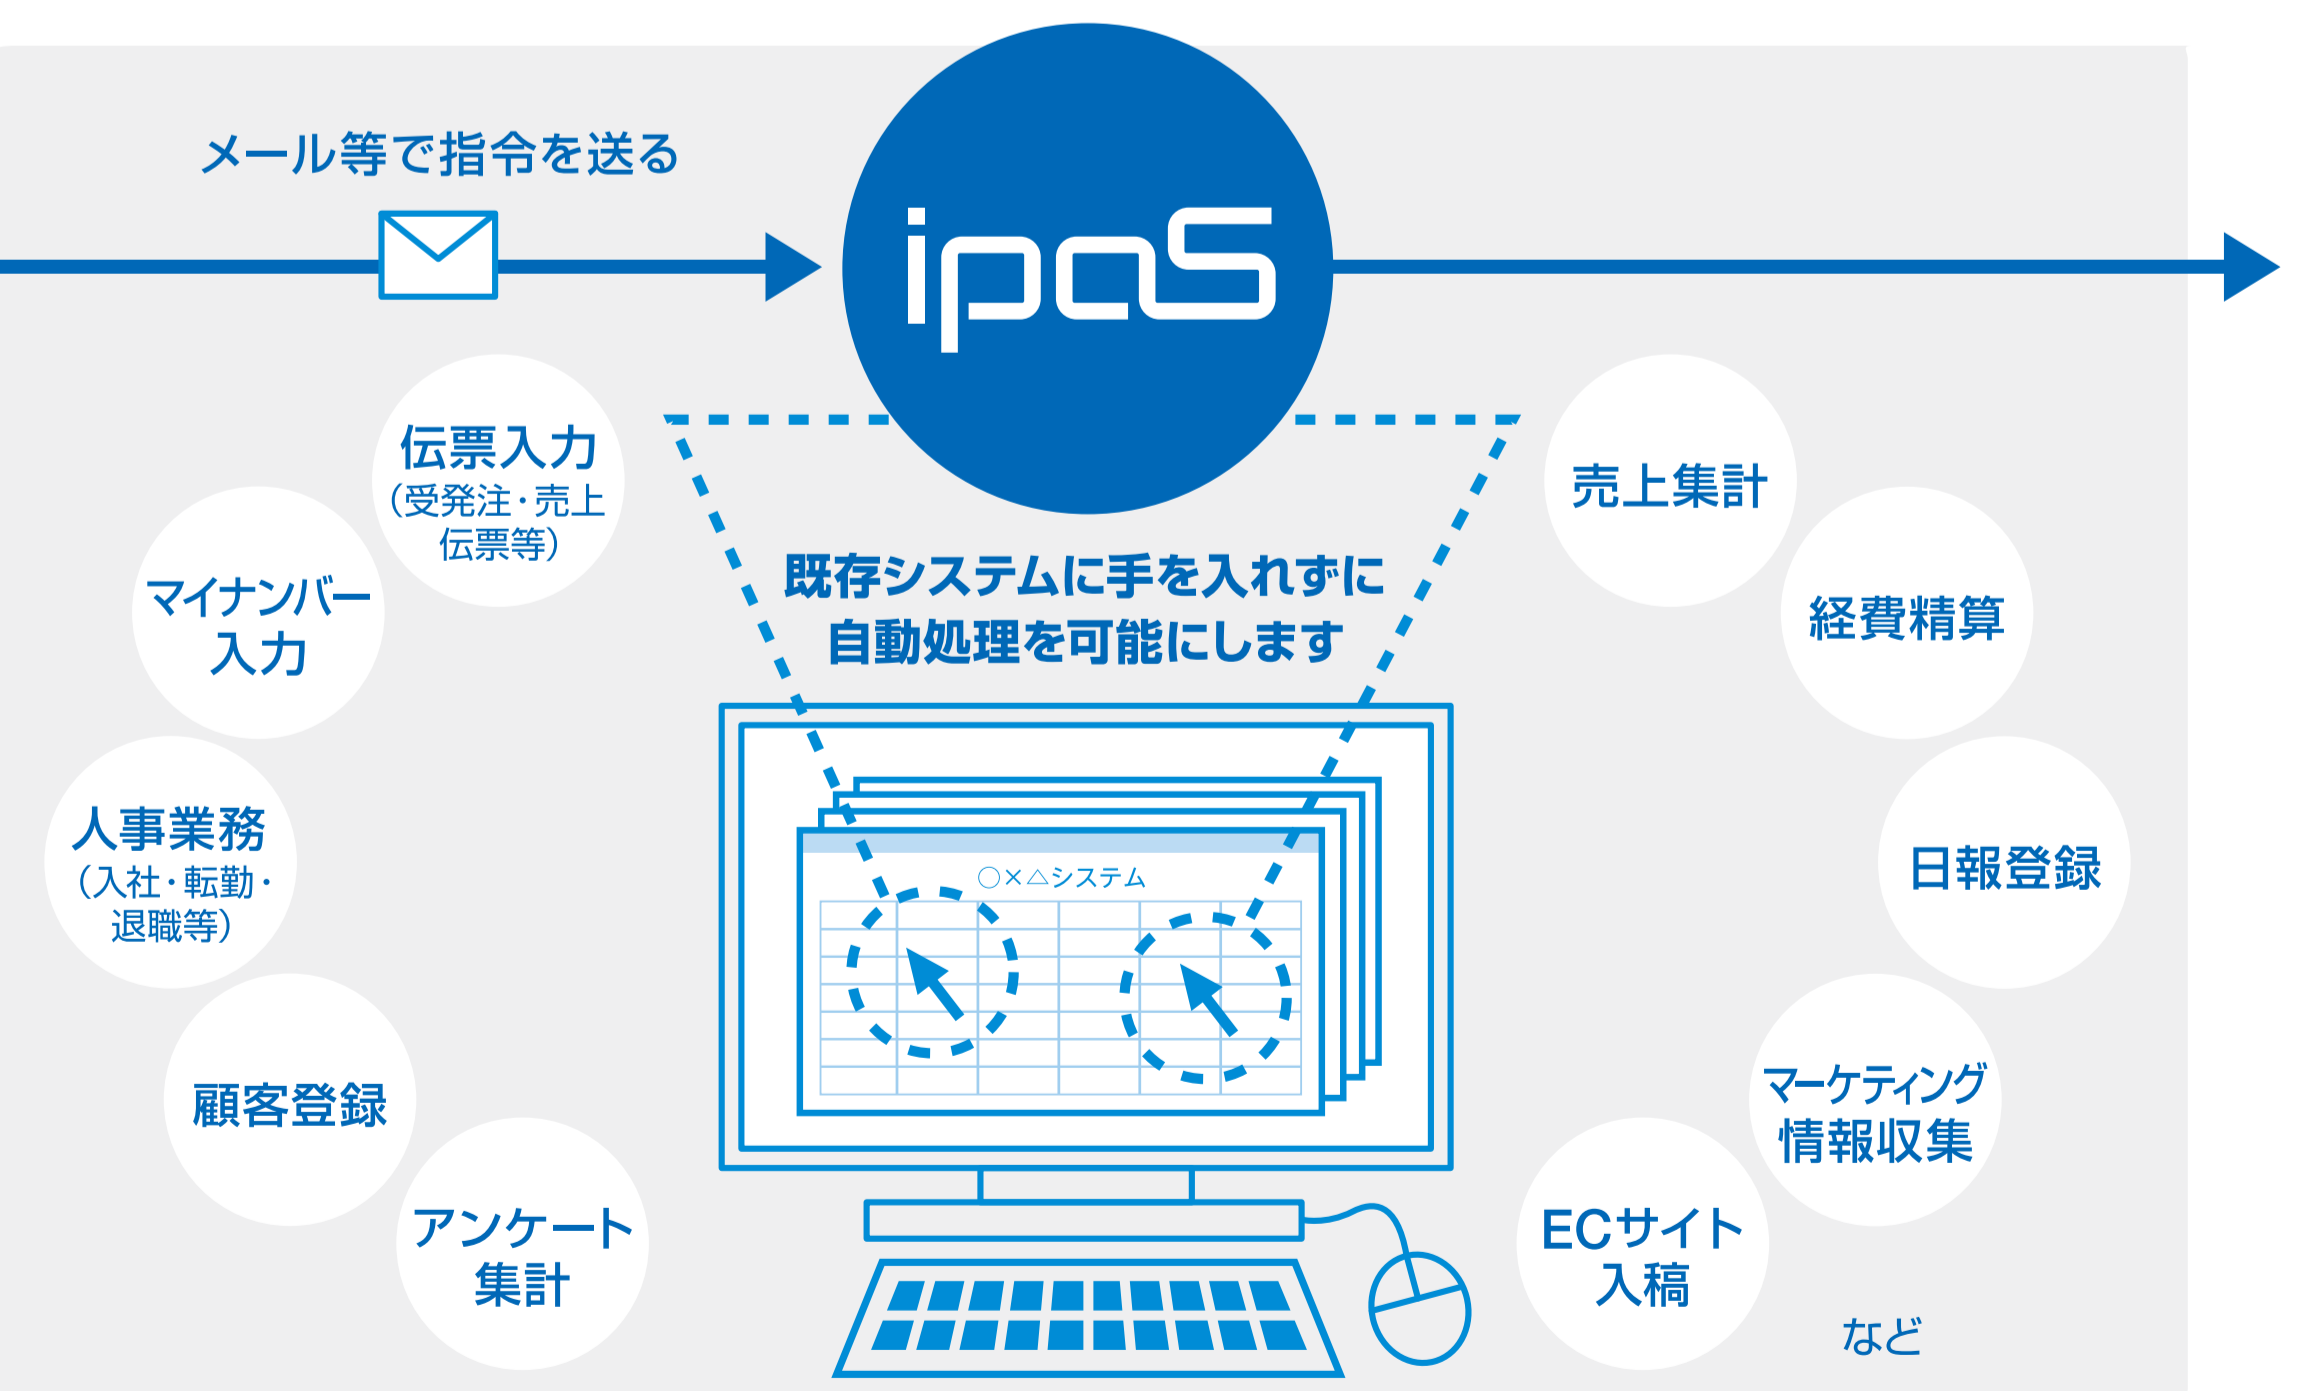 メール等で指令を送る
ipaS
伝票入力
（受発注・売上
伝票等）
マイナンバー
入力
人事業務
（入社・転勤・
退職等）
顧客登録
アンケート
集計
既存システムに手を入れずに
自動処理を可能にします
○×△システム
売上集計
経費精算
日報登録
マーケティング
情報収集
ECサイト
入稿
など